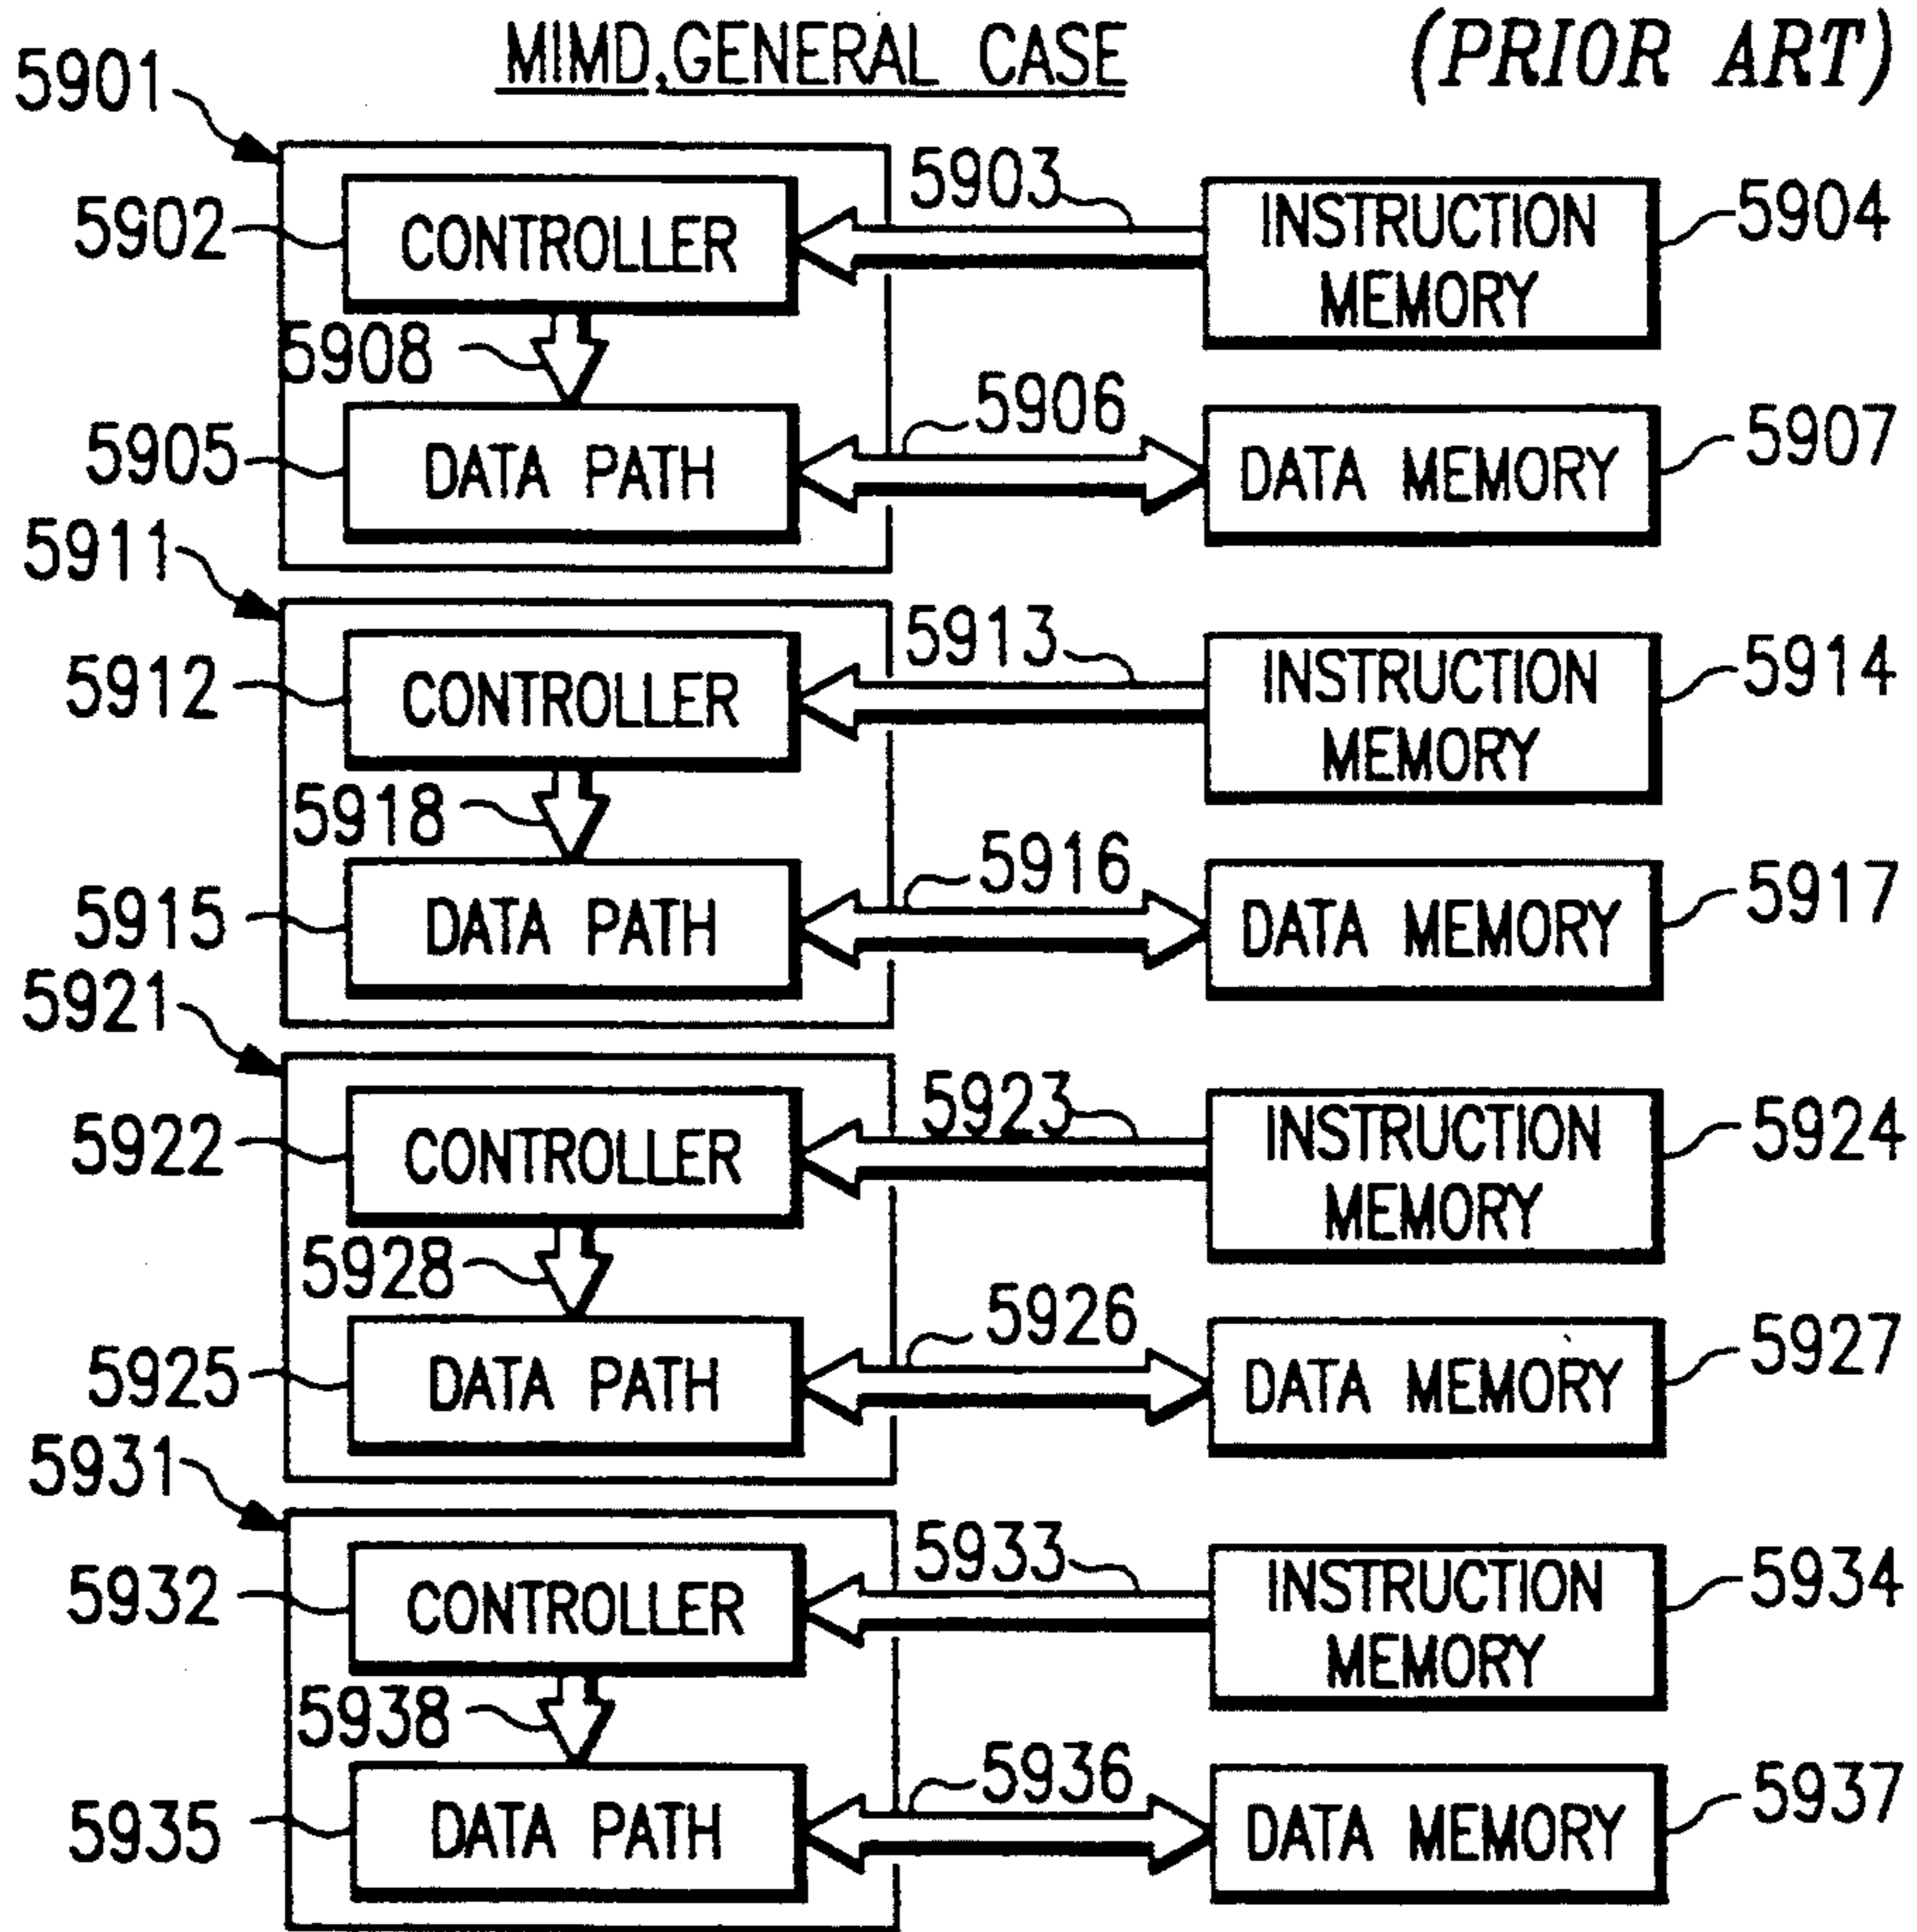 MIMD.GENERAL CASE (PRIOR ART)
5901
5903
5902 CONTROLLER INSTRUCTION MEMORY 5904
5908
5906
5905 DATA PATH DATA MEMORY 5907
5911
5913
5912 CONTROLLER INSTRUCTION MEMORY 5914
5918
5916
5915 DATA PATH DATA MEMORY 5917
5921
5923
5922 CONTROLLER INSTRUCTION MEMORY 5924
5928
5926
5925 DATA PATH DATA MEMORY 5927
5931
5933
5932 CONTROLLER INSTRUCTION MEMORY 5934
5938
5936
5935 DATA PATH DATA MEMORY 5937